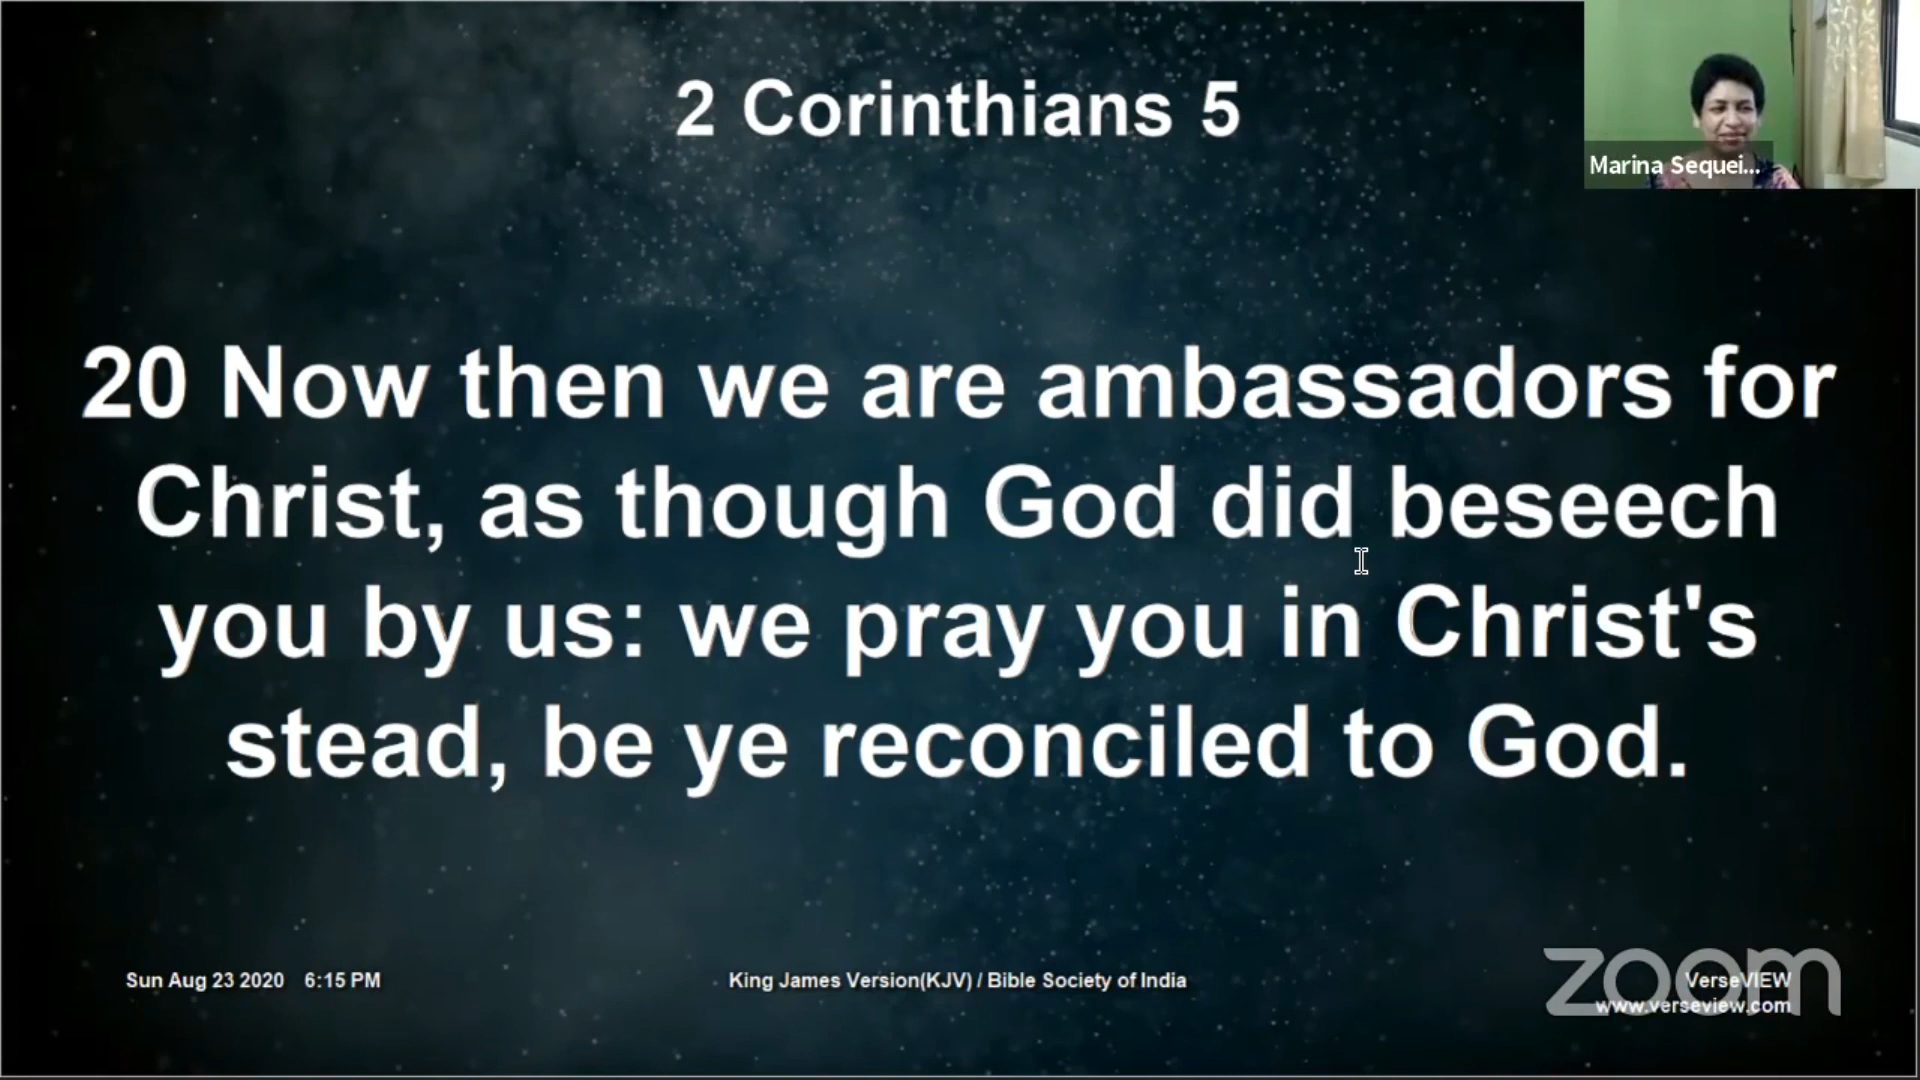 2 Corinthians 5
Marina Sequei...
20 Now then we are ambassadors for
Christ, as though God did beseech
you by us: we pray you in Christ's
stead, be ye reconciled to God.
Sun Aug 23 2020 6:15 PM
King James Version(KJV) / Bible Society of India
zoom
VerseVIEW
www.verseview.com